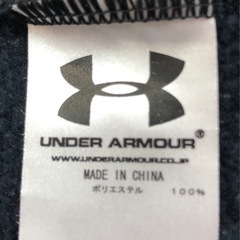 UNDER ARMOUR®
WWW.UNDERARMOUR.CO.JP
MADE IN CHINA
ポリエステル 100%